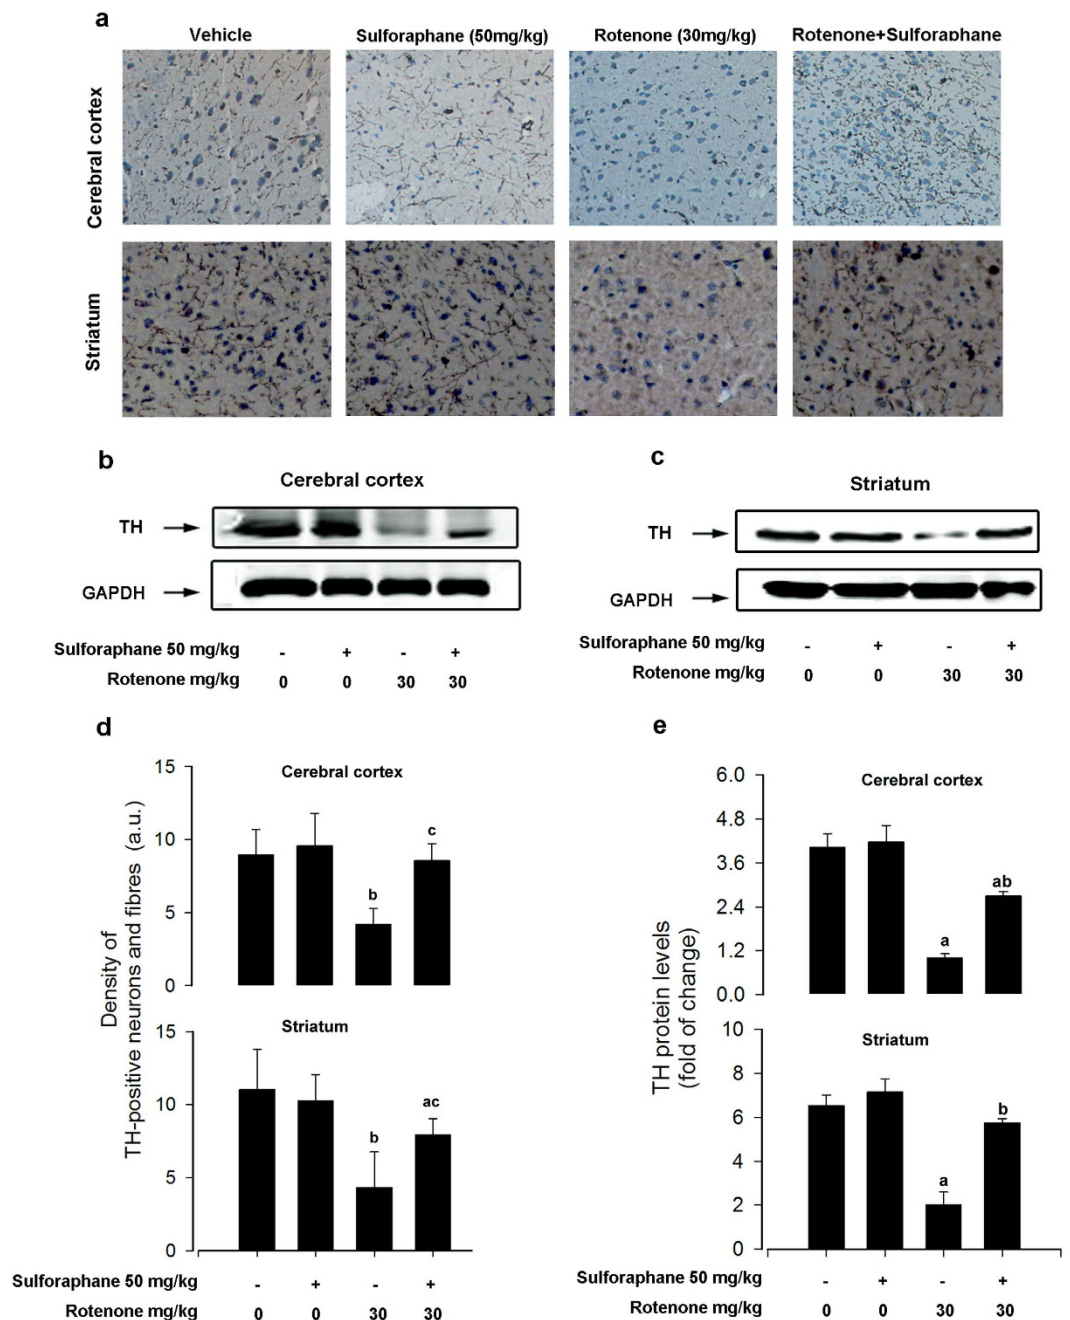 a
Vehicle Sulforaphane (50mg/kg) Rotenone (30mg/kg) Rotenone+Sulforaphane
Cerebral cortex
Striatum
b
Cerebral cortex
TH
GAPDH
Sulforaphane 50 mg/kg - + - +
Rotenone mg/kg 0 0 30 30
c
Striatum
TH
GAPDH
Sulforaphane 50 mg/kg - + - +
Rotenone mg/kg 0 0 30 30
d
Density of
TH-positive neurons and fibres (a.u.)
Cerebral cortex
15
10
5
0
b
c
Striatum
15
10
5
0
b
ac
Sulforaphane 50 mg/kg - + - +
Rotenone mg/kg 0 0 30 30
e
TH protein levels
(fold of change)
Cerebral cortex
6.0
4.8
3.6
2.4
1.2
0.0
a
ab
Striatum
10
8
6
4
2
0
a
b
Sulforaphane 50 mg/kg - + - +
Rotenone mg/kg 0 0 30 30